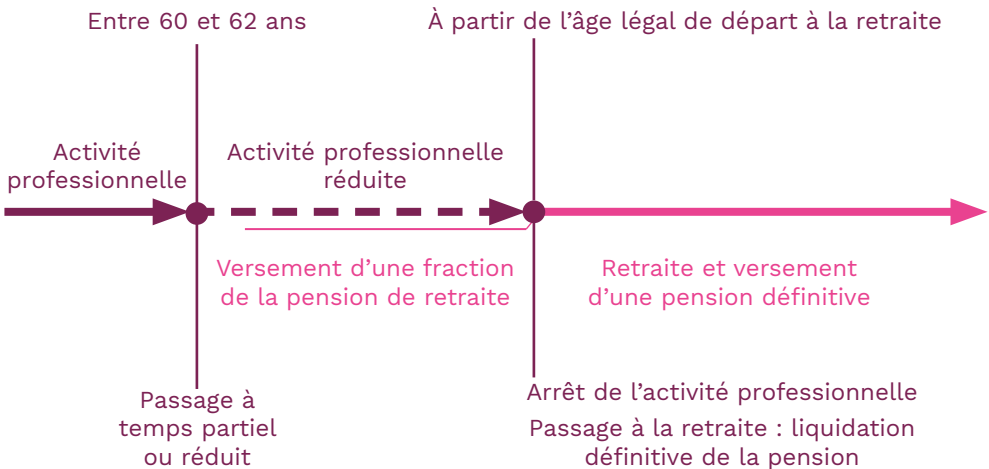 Entre 60 et 62 ans
À partir de l’âge légal de départ à la retraite
Activité
professionnelle
Activité professionnelle
réduite
Versement d’une fraction
de la pension de retraite
Retraite et versement
d’une pension définitive
Passage à
temps partiel
ou réduit
Arrêt de l’activité professionnelle
Passage à la retraite : liquidation
définitive de la pension